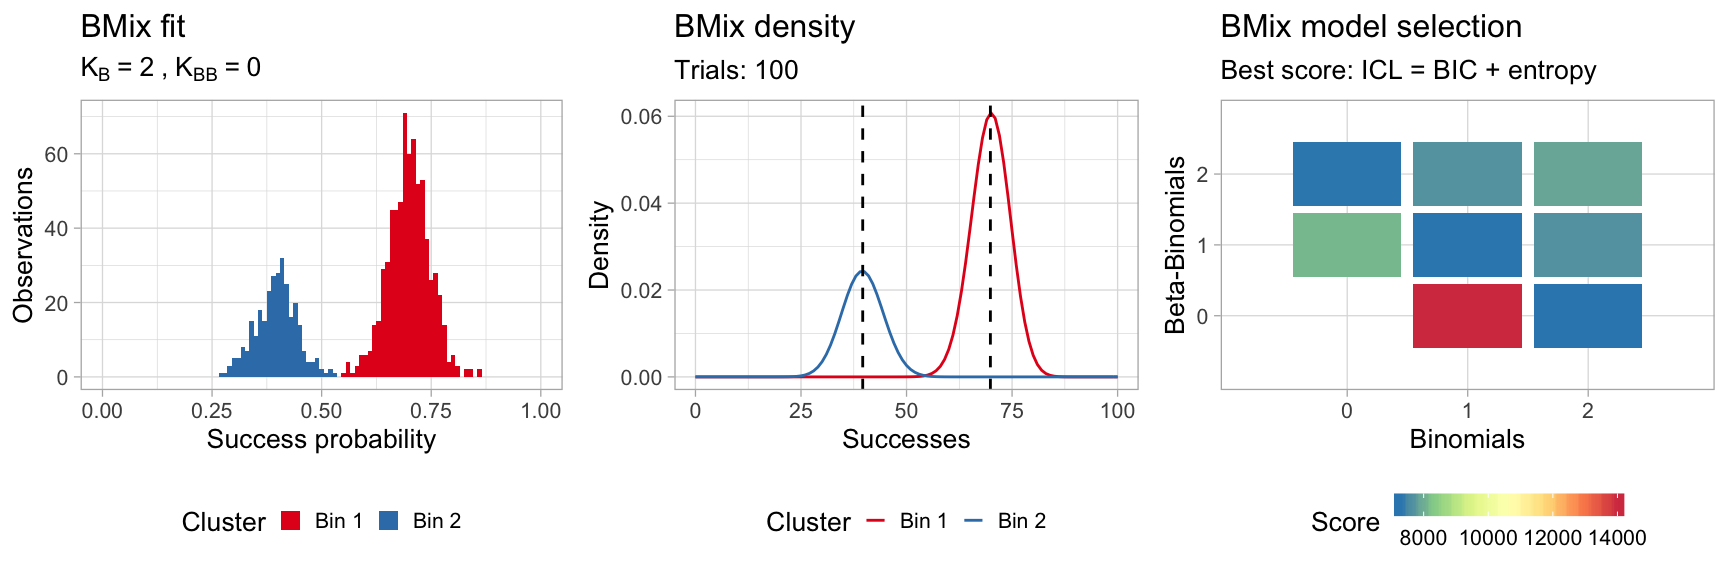 BMix fit
K_B = 2 , K_BB = 0
Observations
60
40
20
0
0.00 0.25 0.50 0.75 1.00
Success probability
Cluster Bin 1 Bin 2
BMix density
Trials: 100
Density
0.06
0.04
0.02
0.00
0 25 50 75 100
Successes
Cluster Bin 1 Bin 2
BMix model selection
Best score: ICL = BIC + entropy
Beta-Binomials
2
1
0
0 1 2
Binomials
Score
8000 10000 12000 14000